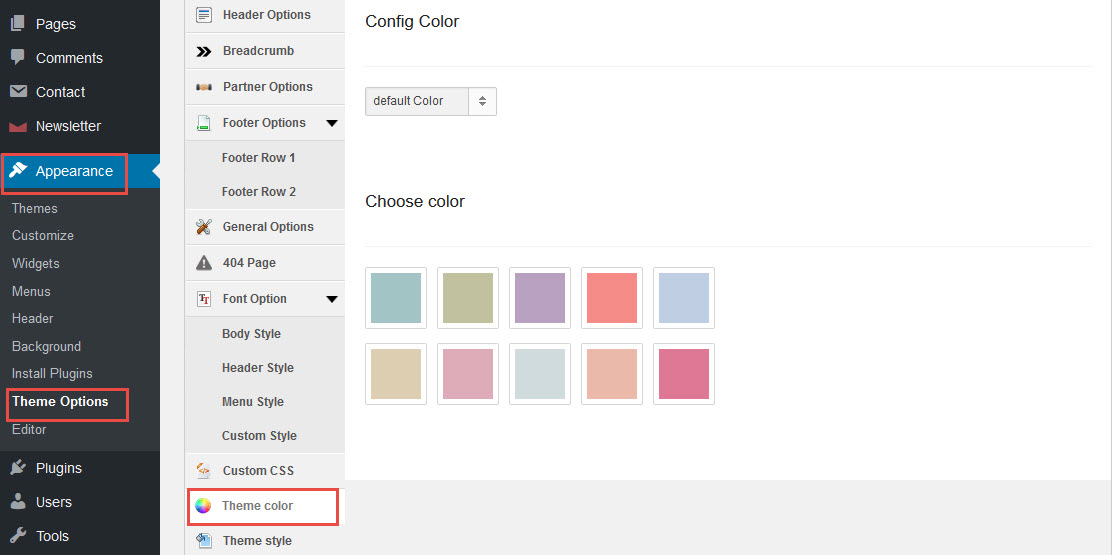 Pages
Comments
Contact
Newsletter
Appearance
Themes
Customize
Widgets
Menus
Header
Background
Install Plugins
Theme Options
Editor
Plugins
Users
Tools
Header Options
Breadcrumb
Partner Options
Footer Options
Footer Row 1
Footer Row 2
General Options
404 Page
Font Option
Body Style
Header Style
Menu Style
Custom Style
Custom CSS
Theme color
Theme style
Config Color
default Color
Choose color